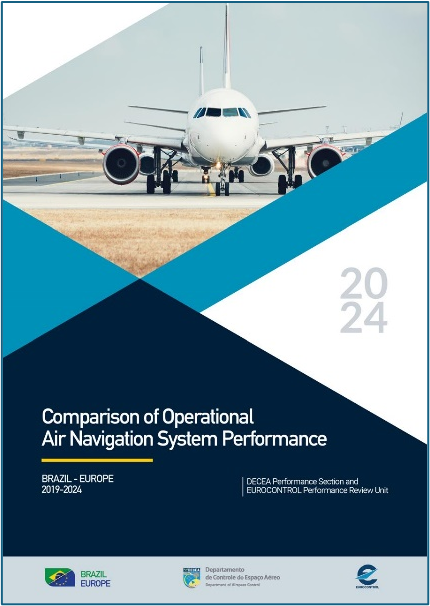 20
24
Comparison of Operational
Air Navigation System Performance
BRAZIL - EUROPE
2019-2024
DECEA Performance Section and
EUROCONTROL Performance Review Unit
BRAZIL
EUROPE
Departamento
de Controle do Espaço Aéreo
Department of Airspace Control
EUROCONTROL